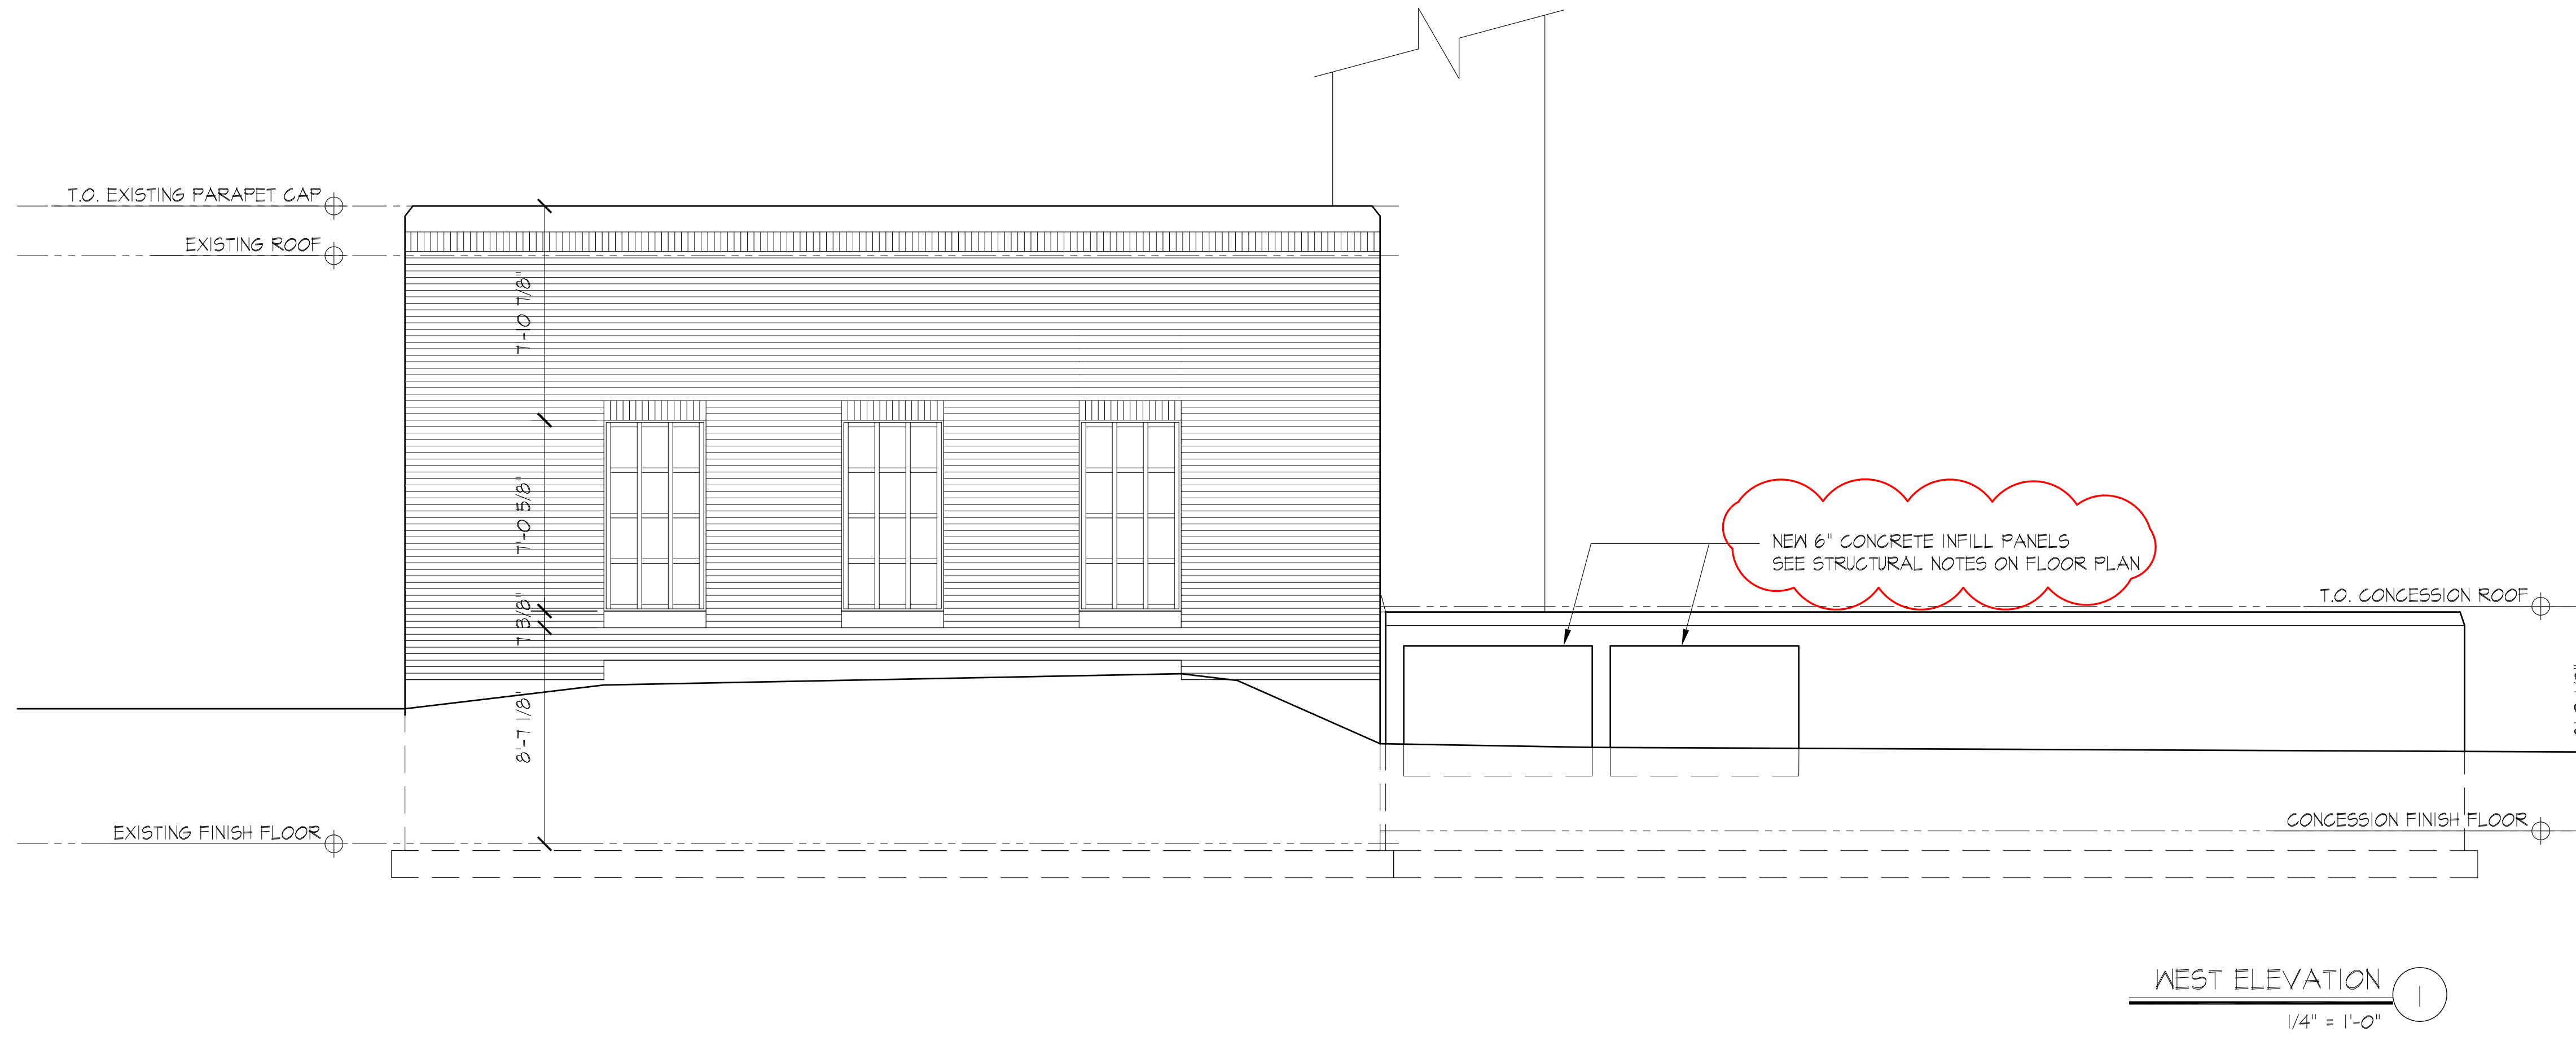 T.O. EXISTING PARAPET CAP
EXISTING ROOF
7'-10 7/8"
7'-0 5/8"
7 3/8"
8'-7 1/8"
NEW 6" CONCRETE INFILL PANELS
SEE STRUCTURAL NOTES ON FLOOR PLAN
T.O. CONCESSION ROOF
EXISTING FINISH FLOOR
CONCESSION FINISH FLOOR
WEST ELEVATION
1
1/4" = 1'-0"